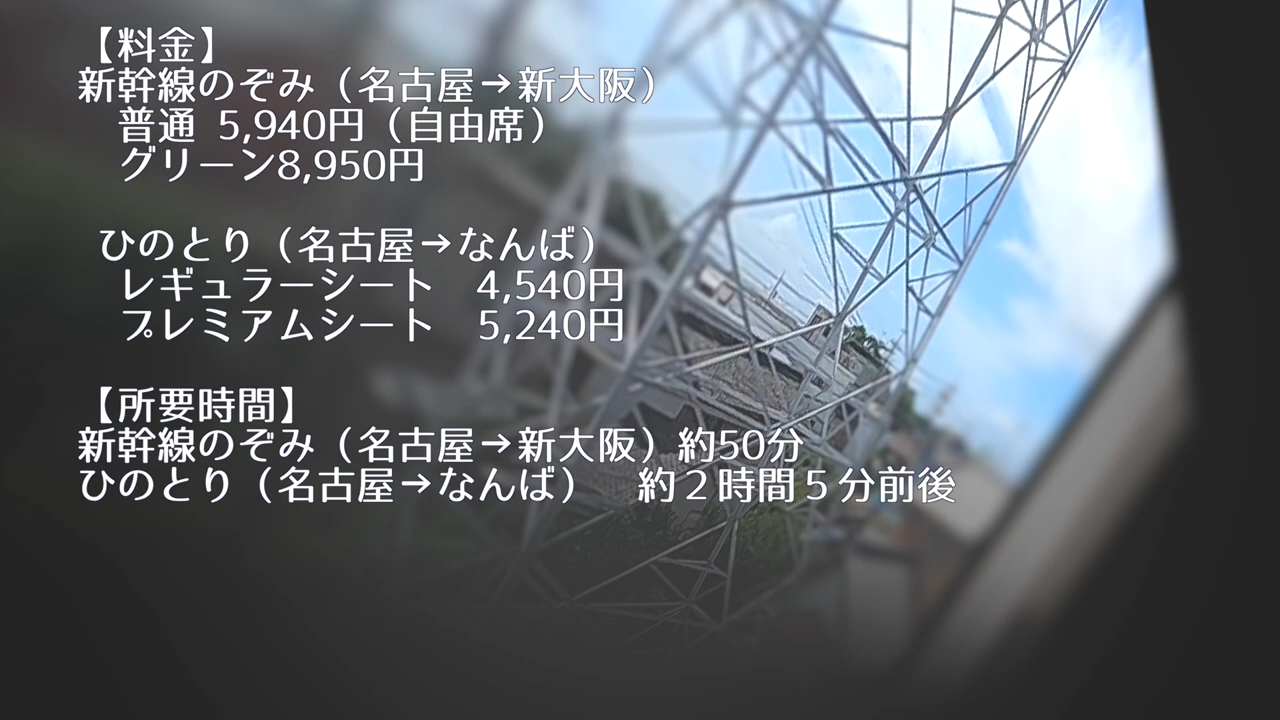 【料金】
新幹線のぞみ（名古屋→新大阪）
普通 5,940円（自由席）
グリーン8,950円
ひのとり（名古屋→なんば）
レギュラーシート　4,540円
プレミアムシート　5,240円
【所要時間】
新幹線のぞみ（名古屋→新大阪）約50分
ひのとり（名古屋→なんば）　約２時間５分前後